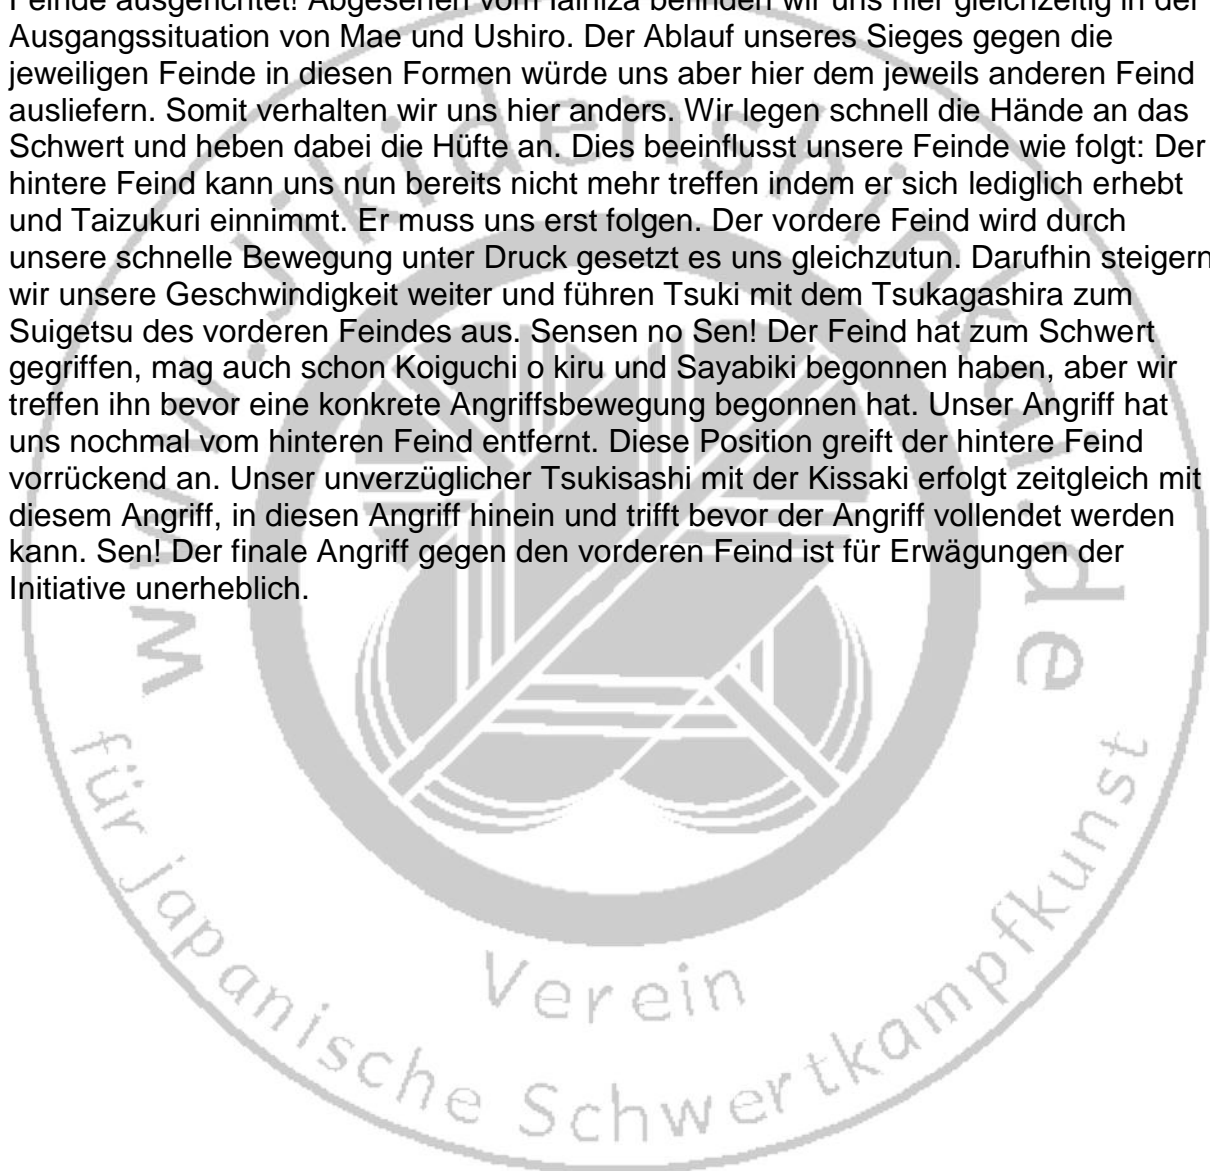 Feinde ausgerichtet! Abgesehen vom Iaihiza befinden wir uns hier gleichzeitig in der
Ausgangssituation von Mae und Ushiro. Der Ablauf unseres Sieges gegen die
jeweiligen Feinde in diesen Formen würde uns aber hier dem jeweils anderen Feind
ausliefern. Somit verhalten wir uns hier anders. Wir legen schnell die Hände an das
Schwert und heben dabei die Hüfte an. Dies beeinflusst unsere Feinde wie folgt: Der
hintere Feind kann uns nun bereits nicht mehr treffen indem er sich lediglich erhebt
und Taizukuri einnimmt. Er muss uns erst folgen. Der vordere Feind wird durch
unsere schnelle Bewegung unter Druck gesetzt es uns gleichzutun. Darufhin steigern
wir unsere Geschwindigkeit weiter und führen Tsuki mit dem Tsukagashira zum
Suigetsu des vorderen Feindes aus. Sensen no Sen! Der Feind hat zum Schwert
gegriffen, mag auch schon Koiguchi o kiru und Sayabiki begonnen haben, aber wir
treffen ihn bevor eine konkrete Angriffsbewegung begonnen hat. Unser Angriff hat
uns nochmal vom hinteren Feind entfernt. Diese Position greift der hintere Feind
vorrückend an. Unser unverzüglicher Tsukisashi mit der Kissaki erfolgt zeitgleich mit
diesem Angriff, in diesen Angriff hinein und trifft bevor der Angriff vollendet werden
kann. Sen! Der finale Angriff gegen den vorderen Feind ist für Erwägungen der
Initiative unerheblich.
www.jikidenshinkai.de
Verein
für japanische Schwertkampfkunst